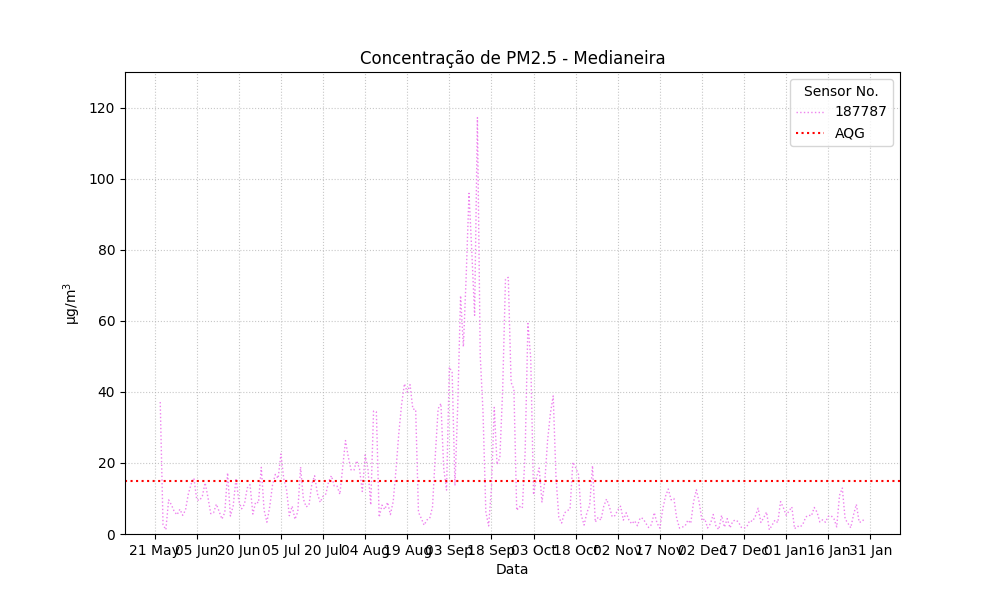 Concentração de PM2.5 - Medianeira
Sensor No.
187787
AQG
120
100
80
60
40
20
0
µg/m³
21 May 05 Jun 20 Jun 05 Jul 20 Jul 04 Aug 19 Aug 03 Sep 18 Sep 03 Oct 18 Oct 02 Nov 17 Nov 02 Dec 17 Dec 01 Jan 16 Jan 31 Jan
Data